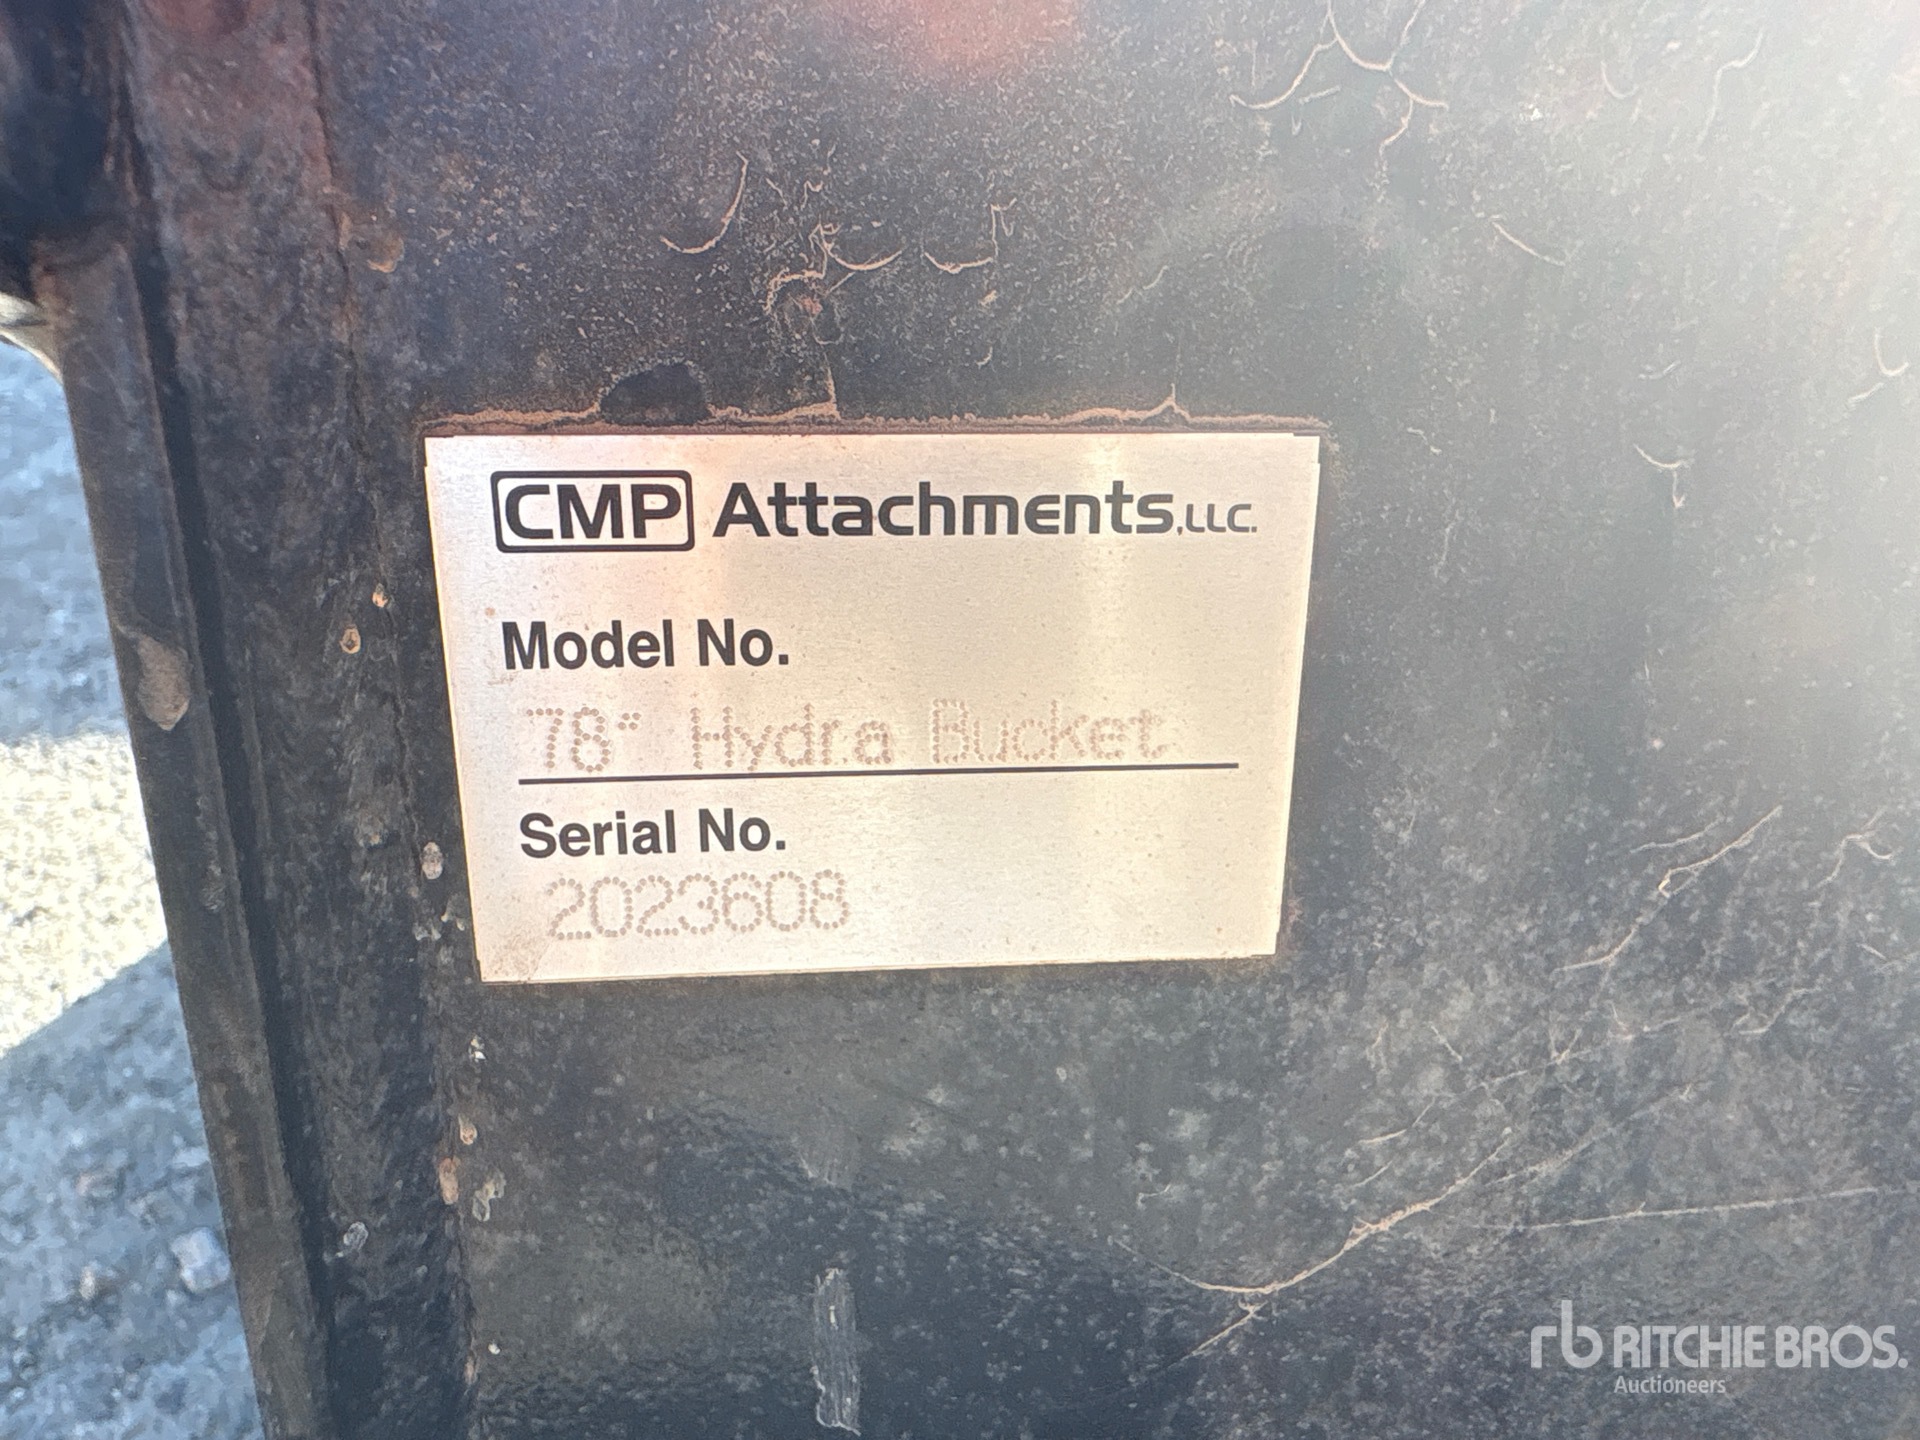 CMP Attachments, LLC.
Model No.
78" Hydra Bucket
Serial No.
2023608
rb RITCHIE BROS.
Auctioneers